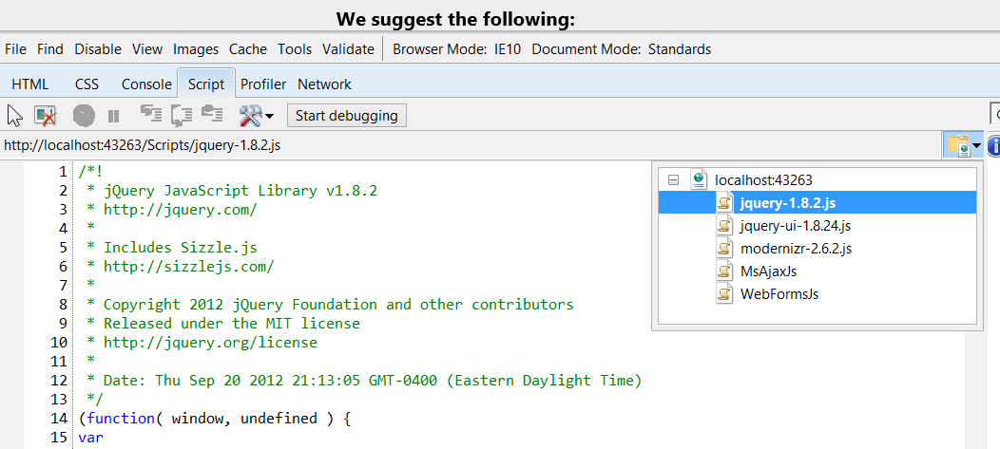 We suggest the following:
File Find Disable View Images Cache Tools Validate Browser Mode: IE10 Document Mode: Standards
HTML CSS Console Script Profiler Network
Start debugging
http://localhost:43263/Scripts/jquery-1.8.2.js
localhost:43263
jquery-1.8.2.js
jquery-ui-1.8.24.js
modernizr-2.6.2.js
MsAjaxJs
WebFormsJs
1 /*!
2 * jQuery JavaScript Library v1.8.2
3 * http://jquery.com/
4 *
5 * Includes Sizzle.js
6 * http://sizzlejs.com/
7 *
8 * Copyright 2012 jQuery Foundation and other contributors
9 * Released under the MIT license
10 * http://jquery.org/license
11 *
12 * Date: Thu Sep 20 2012 21:13:05 GMT-0400 (Eastern Daylight Time)
13 */
14 (function( window, undefined ) {
15 var